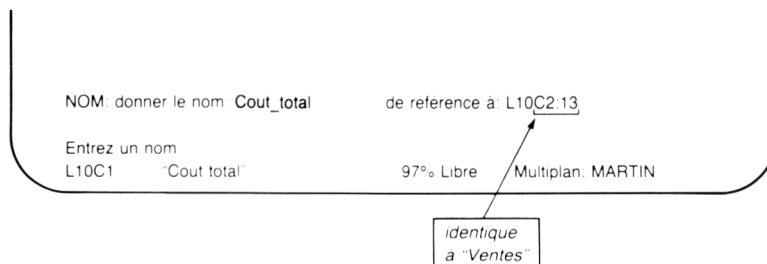 NOM: donner le nom: Cout_total de référence à: L10C2:13
Entrez un nom
L10C1 "Cout total" 97% Libre Multiplan: MARTIN
identique
à "Ventes"